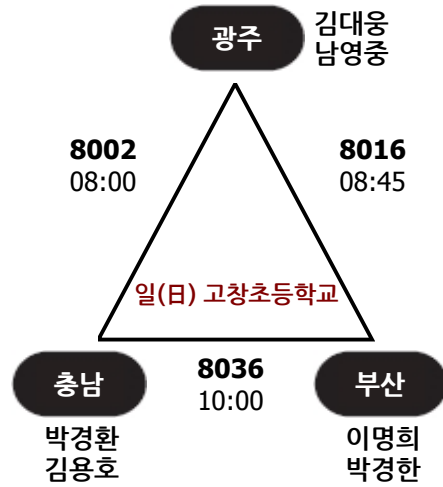 광주
김대웅
남영중
8002
08:00
8016
08:45
일(日) 고창초등학교
충남
8036
10:00
부산
박경환
김용호
이명희
박경한